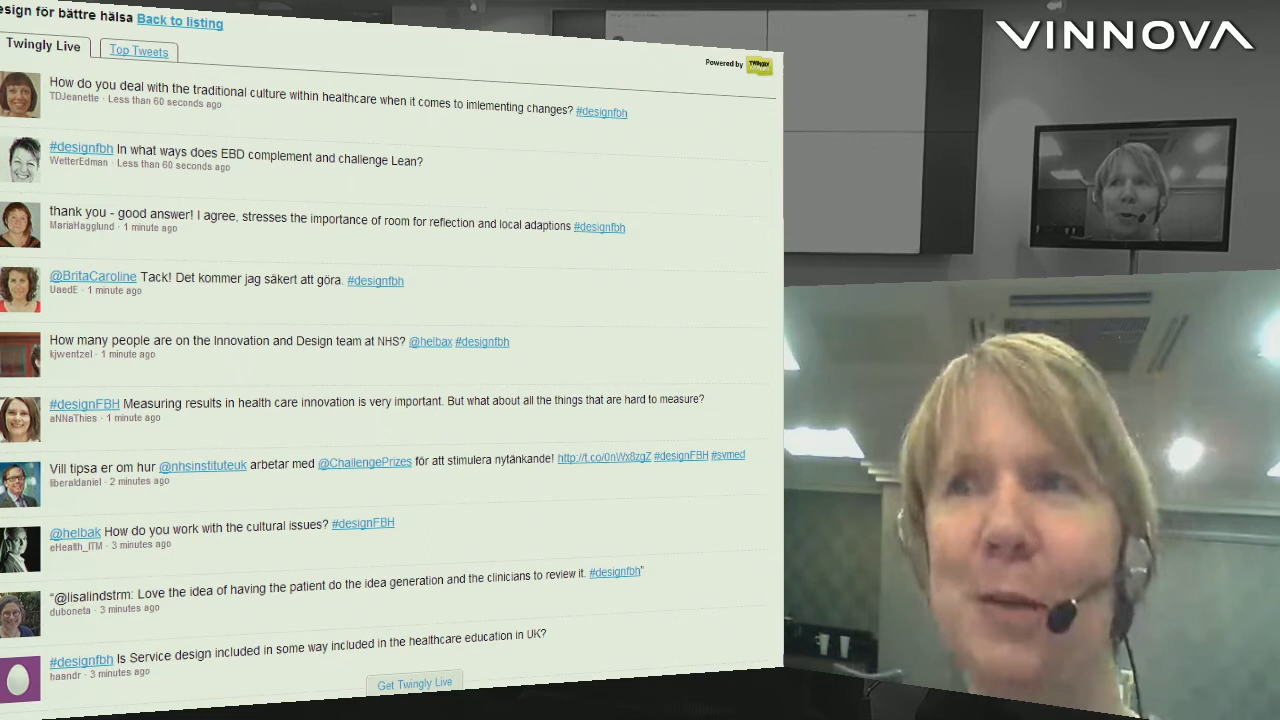 esign för bättre hälsa Back to listing
VINNOVA
Twingly Live
Top Tweets
Powered by TWINGLY
How do you deal with the traditional culture within healthcare when it comes to imlementing changes? #designfbh
TDJeanette · Less than 60 seconds ago
#designfbh In what ways does EBD complement and challenge Lean?
WetterEdman · Less than 60 seconds ago
thank you - good answer! I agree, stresses the importance of room for reflection and local adaptions #designfbh
MariaHagglund · 1 minute ago
@BritaCaroline Tack! Det kommer jag säkert att göra. #designfbh
UaedE · 1 minute ago
How many people are on the Innovation and Design team at NHS? @helbax #designfbh
kjwentzel · 1 minute ago
#designFBH Measuring results in health care innovation is very important. But what about all the things that are hard to measure?
aNNaThies · 1 minute ago
Vill tipsa er om hur @nhsinstituteuk arbetar med @ChallengePrizes för att stimulera nytänkande! http://t.co/0nWx8zgZ #designFBH #svmed
liberaldaniel · 2 minutes ago
@helbak How do you work with the cultural issues? #designFBH
eHealth_ITM · 3 minutes ago
“@lisalindstrm: Love the idea of having the patient do the idea generation and the clinicians to review it. #designfbh”
duboneta · 3 minutes ago
#designfbh Is Service design included in some way included in the healthcare education in UK?
haandr · 3 minutes ago
Get Twingly Live